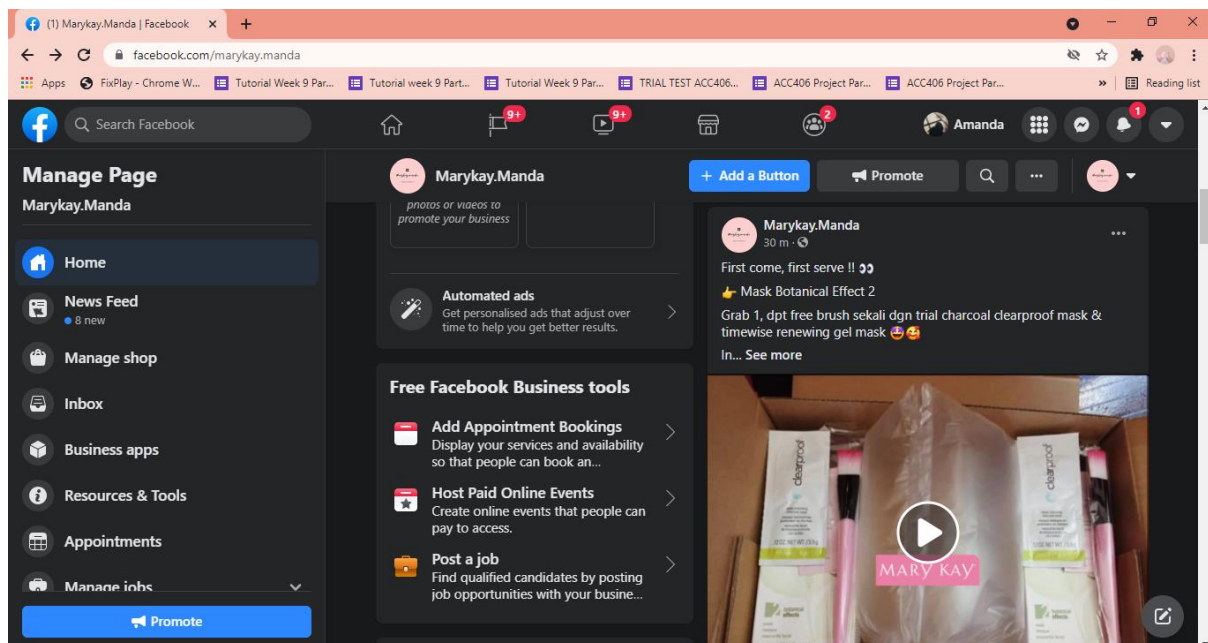 (1) Marykay.Manda | Facebook
facebook.com/marykay.manda
Apps
FixPlay - Chrome W...
Tutorial Week 9 Par...
Tutorial week 9 Part...
Tutorial Week 9 Par...
TRIAL TEST ACC406...
ACC406 Project Par...
ACC406 Project Par...
Reading list
Search Facebook
9+
9+
2
Amanda
1
Manage Page
Marykay.Manda
Home
News Feed
8 new
Manage shop
Inbox
Business apps
Resources & Tools
Appointments
Manage jobs
Promote
Marykay.Manda
+ Add a Button
Promote
photos or videos to
promote your business
Automated ads
Get personalised ads that adjust over
time to help you get better results.
Free Facebook Business tools
Add Appointment Bookings
Display your services and availability
so that people can book an...
Host Paid Online Events
Create online events that people can
pay to access.
Post a job
Find qualified candidates by posting
job opportunities with your busine...
Marykay.Manda
30 m ·
First come, first serve !! 👀
👉 Mask Botanical Effect 2
Grab 1, dpt free brush sekali dgn trial charcoal clearproof mask &
timewise renewing gel mask 🤩🥰
In... See more
clearproof
clearproof
MARY KAY
botanical
effects
botanical
effects